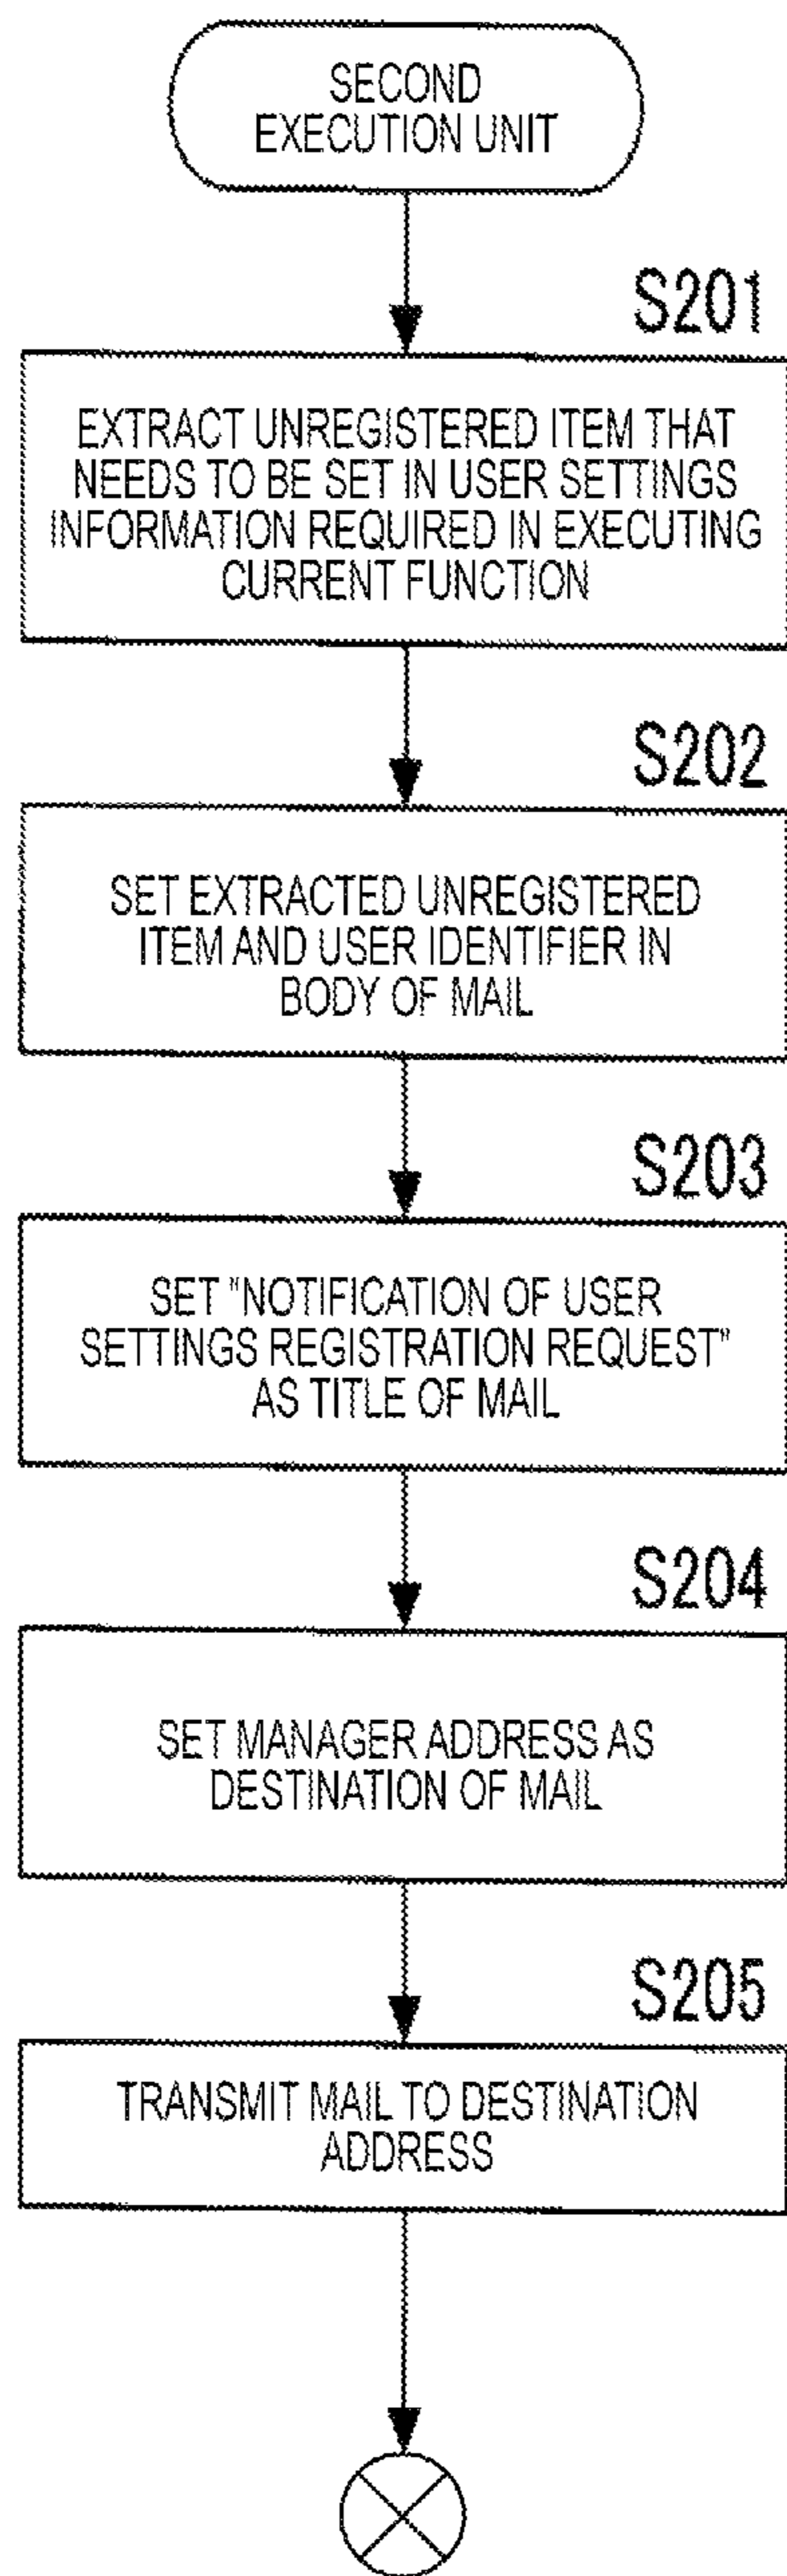 SECOND
EXECUTION UNIT
S201
EXTRACT UNREGISTERED ITEM THAT
NEEDS TO BE SET IN USER SETTINGS
INFORMATION REQUIRED IN EXECUTING
CURRENT FUNCTION
S202
SET EXTRACTED UNREGISTERED
ITEM AND USER IDENTIFIER IN
BODY OF MAIL
S203
SET "NOTIFICATION OF USER
SETTINGS REGISTRATION REQUEST"
AS TITLE OF MAIL
S204
SET MANAGER ADDRESS AS
DESTINATION OF MAIL
S205
TRANSMIT MAIL TO DESTINATION
ADDRESS